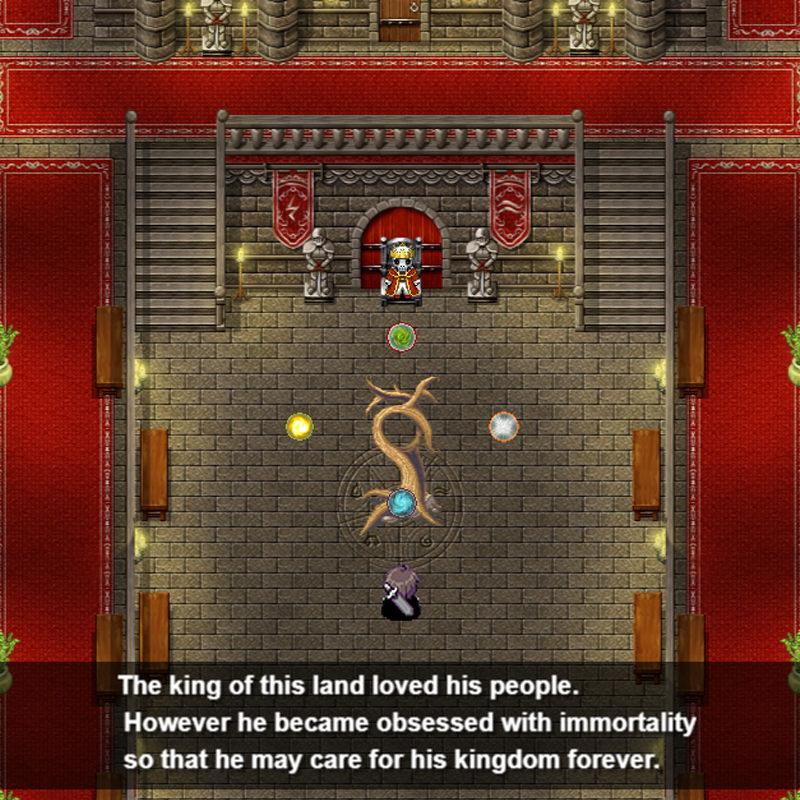 The king of this land loved his people.
However he became obsessed with immortality
so that he may care for his kingdom forever.